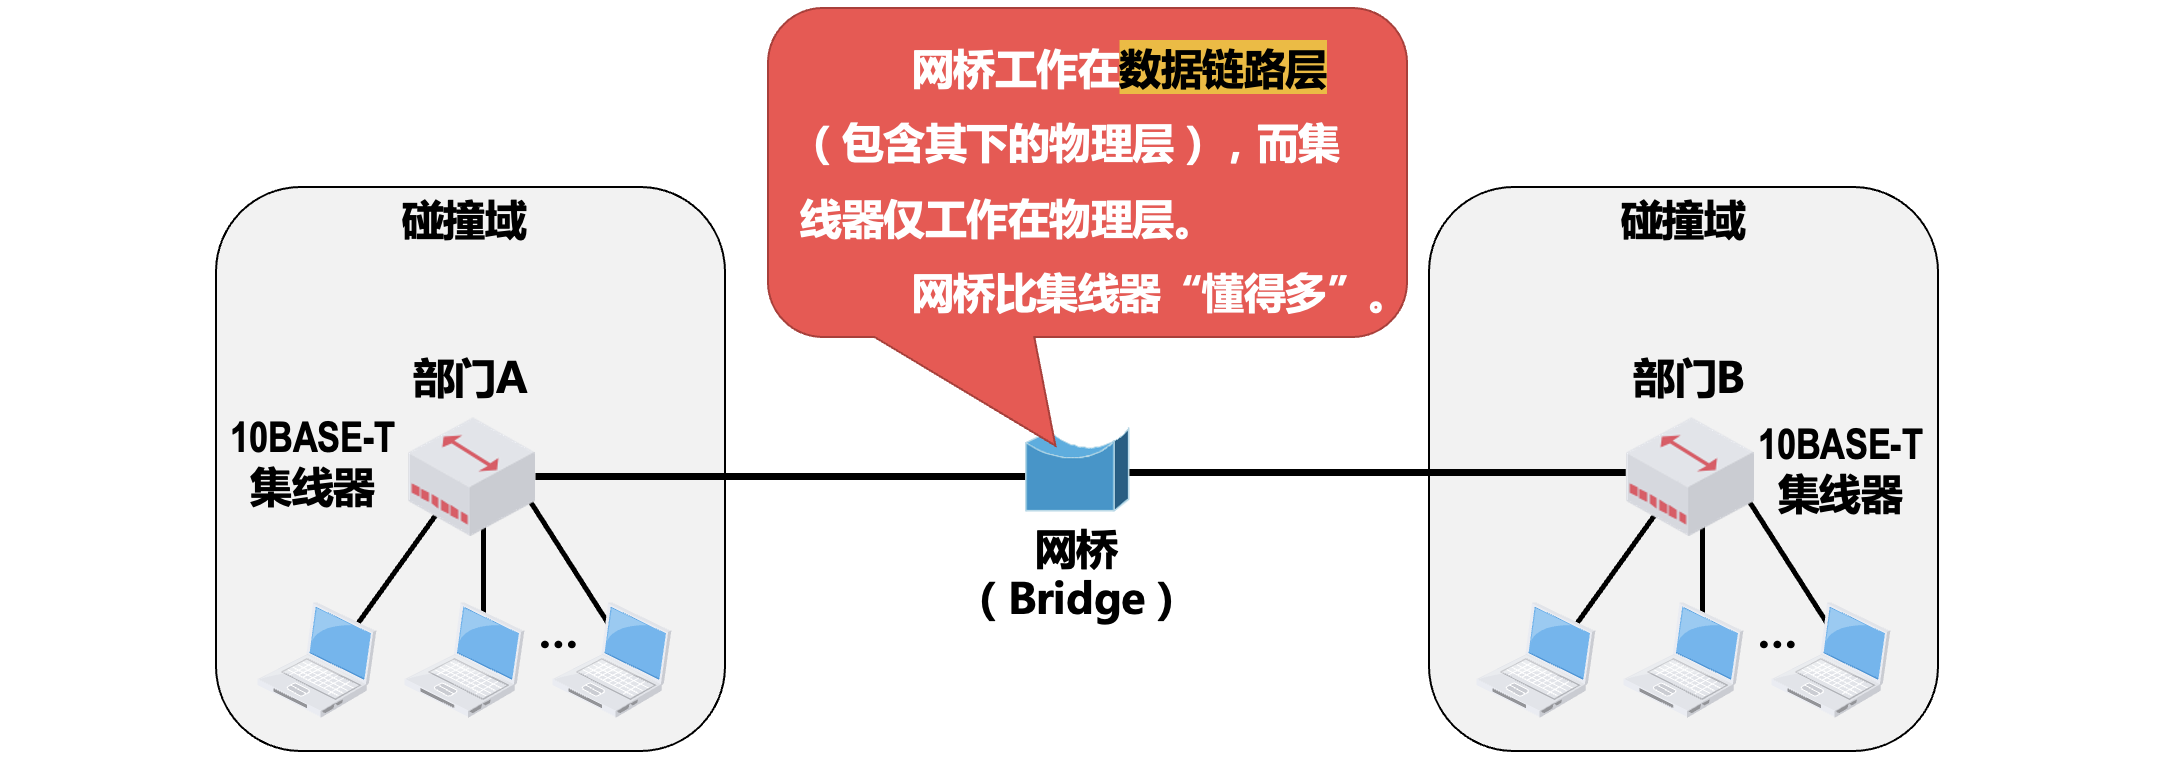 网桥工作在数据链路层
（包含其下的物理层），而集
线器仅工作在物理层。
网桥比集线器“懂得多”。
碰撞域
部门A
10BASE-T
集线器
...
网桥
（Bridge）
碰撞域
部门B
10BASE-T
集线器
...